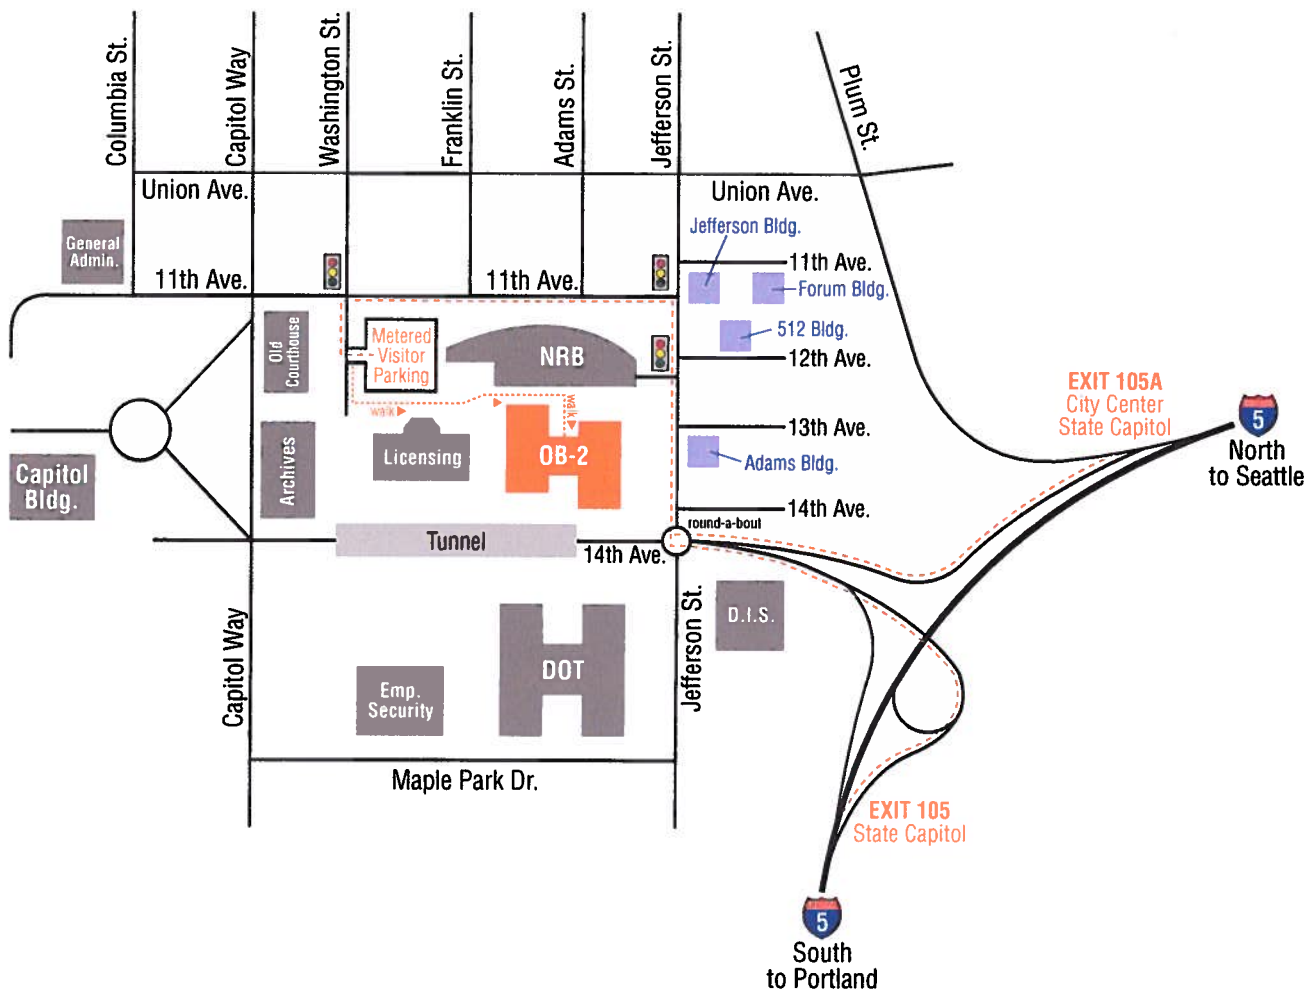 Columbia St.
Capitol Way
Washington St.
Franklin St.
Adams St.
Jefferson St.
Plum St.
Union Ave.
Union Ave.
General
Admin.
11th Ave.
11th Ave.
Jefferson Bldg.
11th Ave.
Forum Bldg.
512 Bldg.
12th Ave.
Old
Courthouse
Metered
Visitor
Parking
NRB
walk
walk
EXIT 105A
City Center
State Capitol
5
North
to Seattle
13th Ave.
Adams Bldg.
Capitol
Bldg.
Archives
Licensing
OB-2
14th Ave.
round-a-bout
Tunnel
14th Ave.
Capitol Way
Jefferson St.
D.I.S.
DOT
Emp.
Security
Maple Park Dr.
EXIT 105
State Capitol
5
South
to Portland